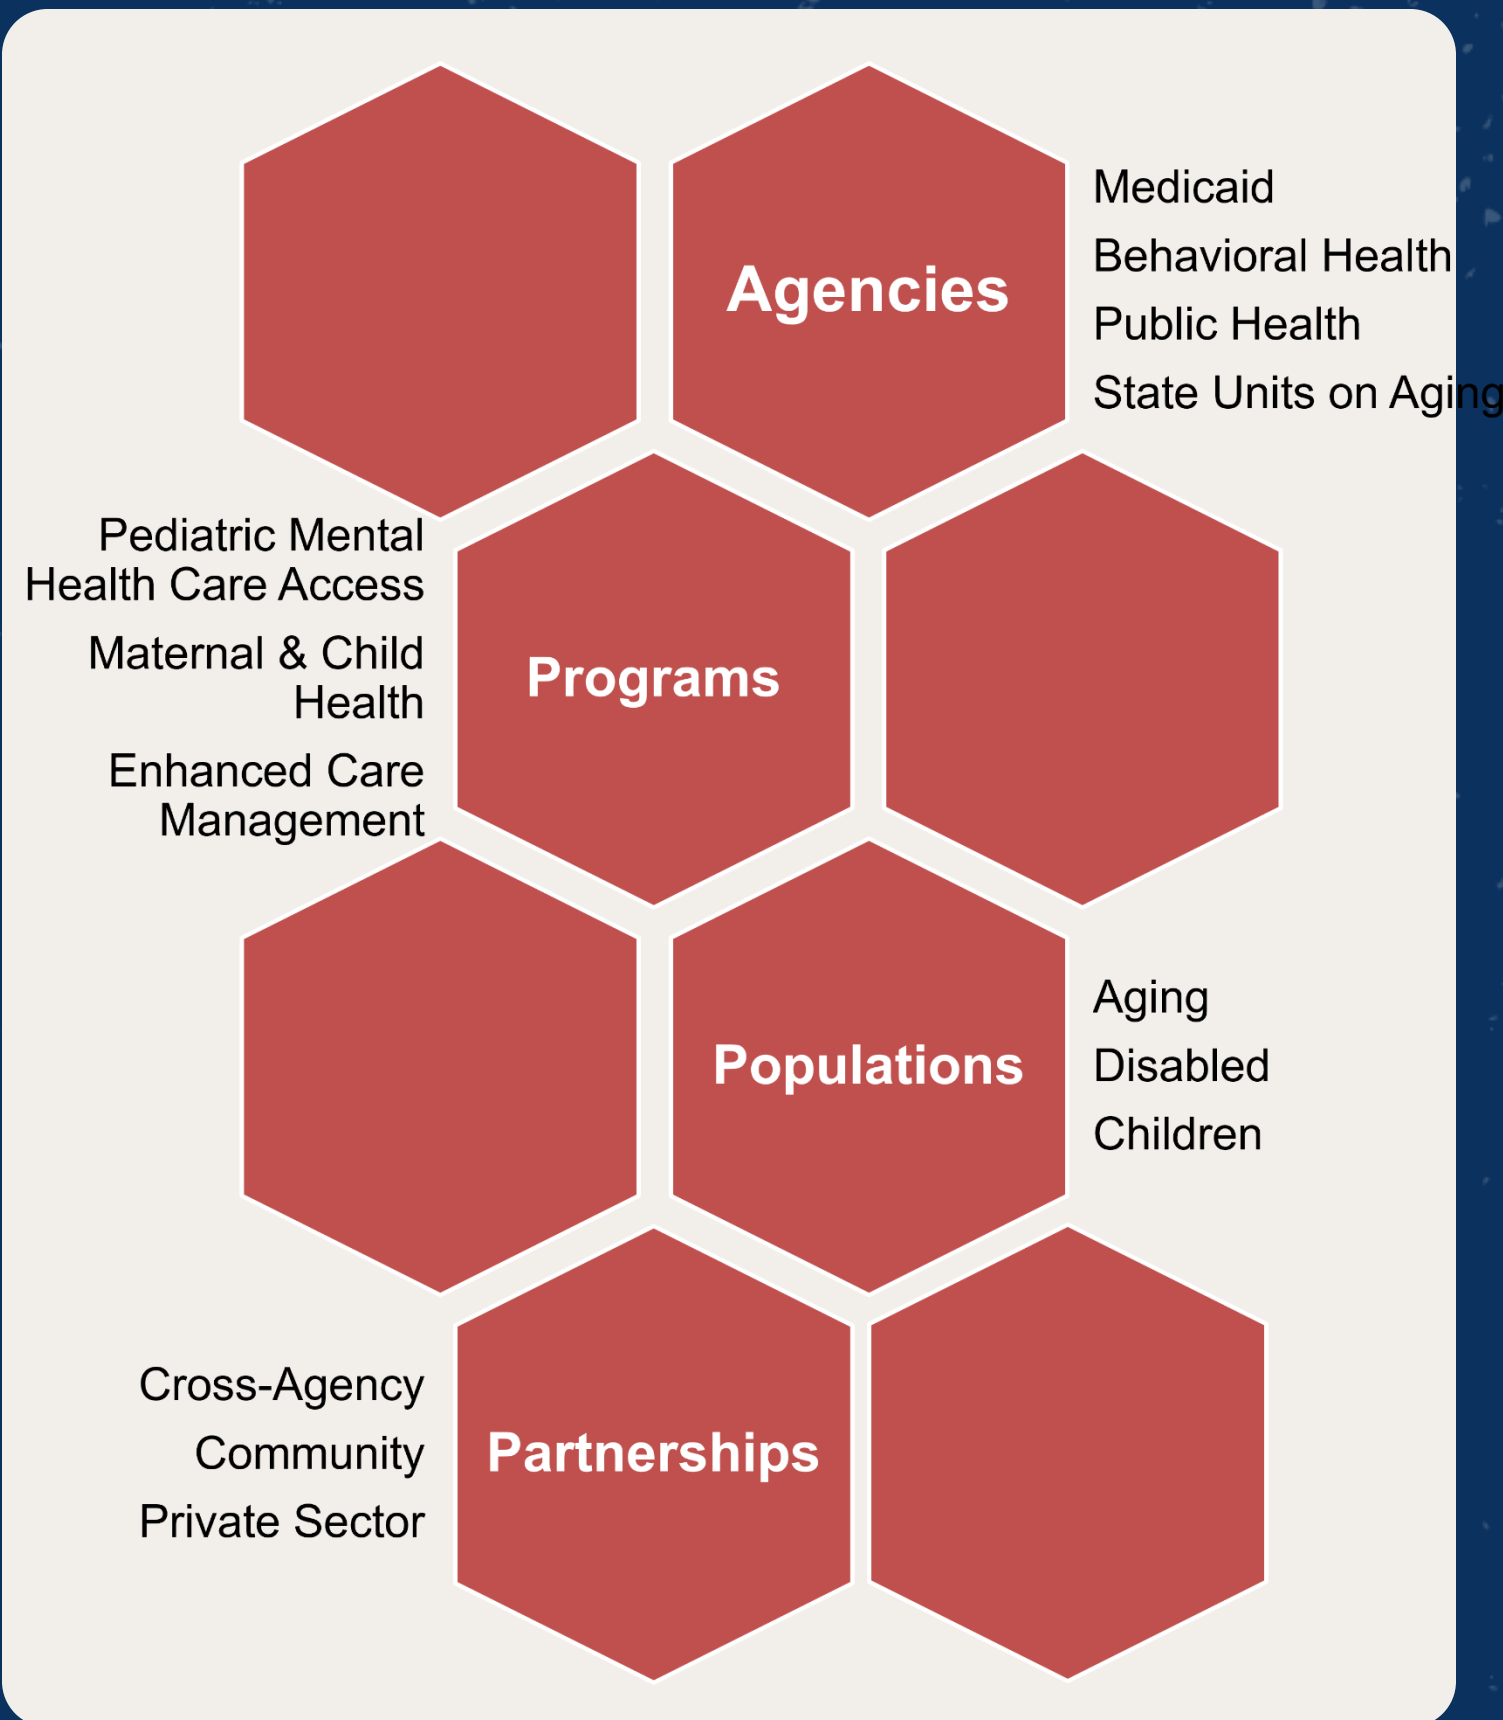 Agencies
Medicaid
Behavioral Health
Public Health
State Units on Aging
Pediatric Mental
Health Care Access
Maternal & Child
Health
Enhanced Care
Management
Programs
Populations
Aging
Disabled
Children
Cross-Agency
Community
Private Sector
Partnerships